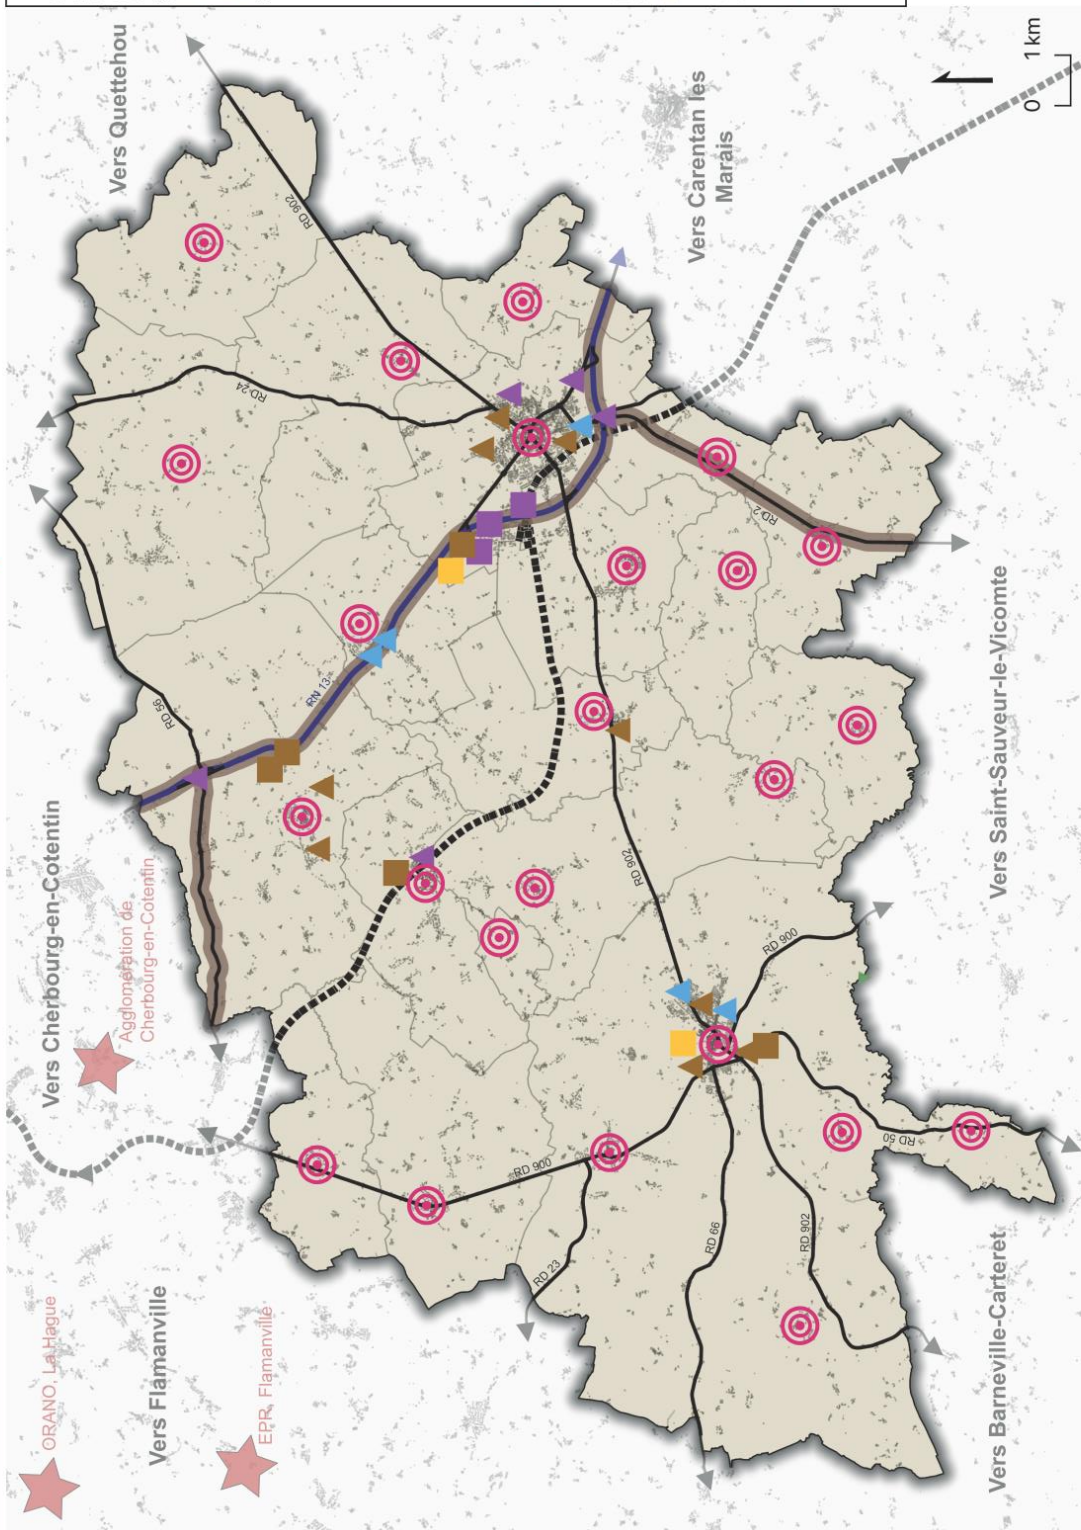 ORANO, La Hague
Vers Flamanville
EPR, Flamanville
Vers Cherbourg-en-Cotentin
Agglomération de
Cherbourg-en-Cotentin
Vers Quettehou
0 1 km
Vers Carentan les
Marais
Vers Saint-Sauveur-le-Vicomte
Vers Barneville-Carteret
RD 56
RN 13
RD 24
RD 902
RD 2
RD 902
RD 900
RD 900
RD 23
RD 66
RD 902
RD 50